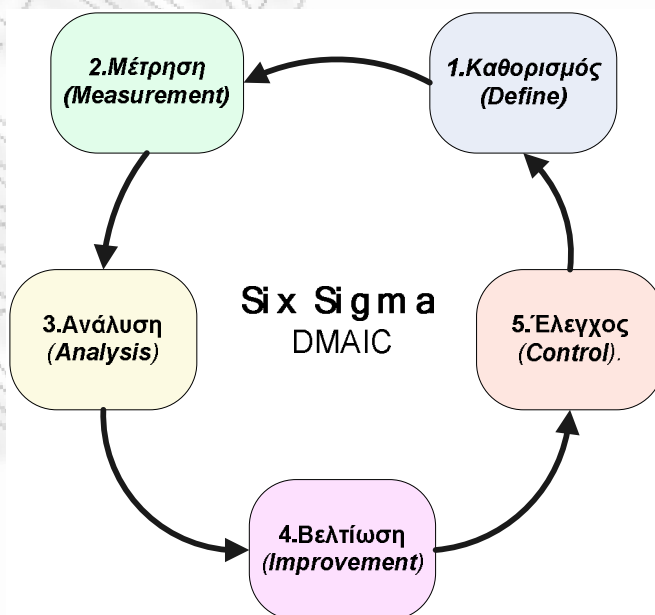 1.Καθορισμός
(Define)
2.Μέτρηση
(Measurement)
3.Ανάλυση
(Analysis)
4.Βελτίωση
(Improvement)
5.Έλεγχος
(Control).
Six Sigma
DMAIC